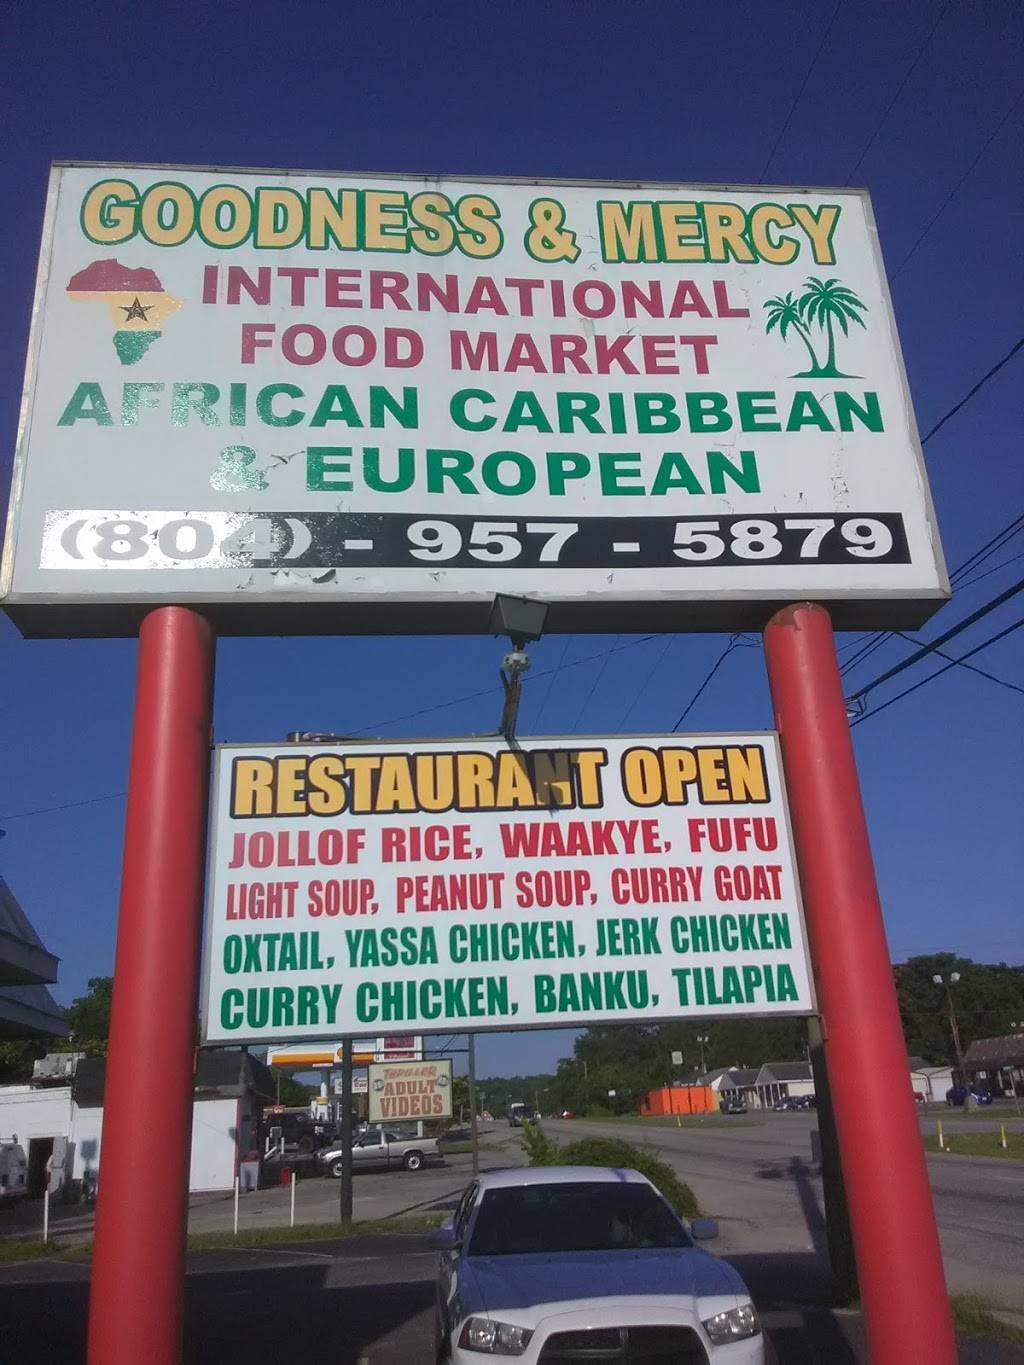 GOODNESS & MERCY
INTERNATIONAL
FOOD MARKET
AFRICAN CARIBBEAN
& EUROPEAN
(804) - 957 - 5879
RESTAURANT OPEN
JOLLOF RICE, WAAKYE, FUFU
LIGHT SOUP, PEANUT SOUP, CURRY GOAT
OXTAIL, YASSA CHICKEN, JERK CHICKEN
CURRY CHICKEN, BANKU, TILAPIA
THRILLER
ADULT
VIDEOS